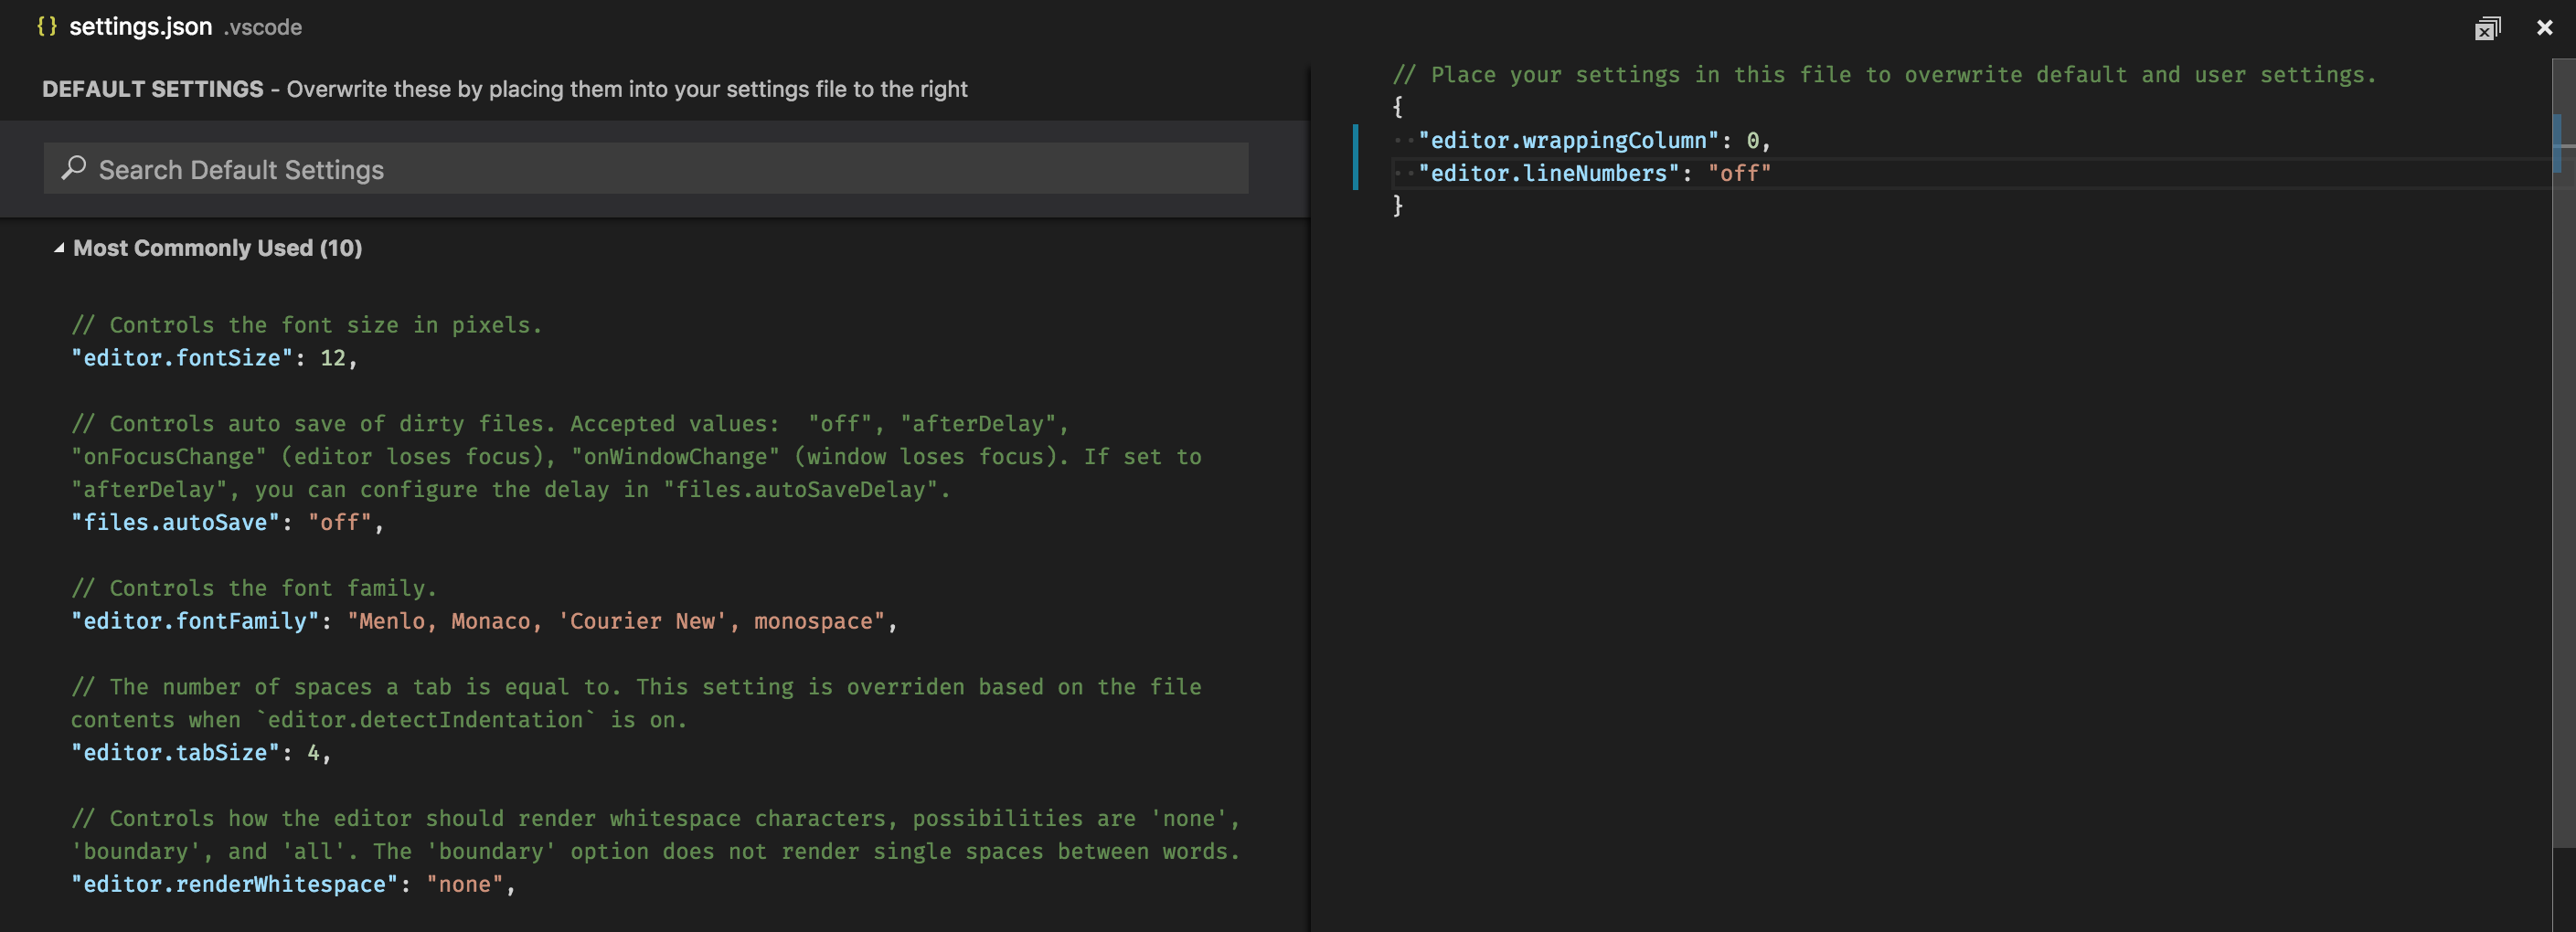 {} settings.json .vscode
DEFAULT SETTINGS - Overwrite these by placing them into your settings file to the right
Search Default Settings
Most Commonly Used (10)
// Controls the font size in pixels.
"editor.fontSize": 12,
// Controls auto save of dirty files. Accepted values:  "off", "afterDelay",
"onFocusChange" (editor loses focus), "onWindowChange" (window loses focus). If set to
"afterDelay", you can configure the delay in "files.autoSaveDelay".
"files.autoSave": "off",
// Controls the font family.
"editor.fontFamily": "Menlo, Monaco, 'Courier New', monospace",
// The number of spaces a tab is equal to. This setting is overriden based on the file
contents when `editor.detectIndentation` is on.
"editor.tabSize": 4,
// Controls how the editor should render whitespace characters, possibilities are 'none',
'boundary', and 'all'. The 'boundary' option does not render single spaces between words.
"editor.renderWhitespace": "none",
// Place your settings in this file to overwrite default and user settings.
{
"editor.wrappingColumn": 0,
"editor.lineNumbers": "off"
}